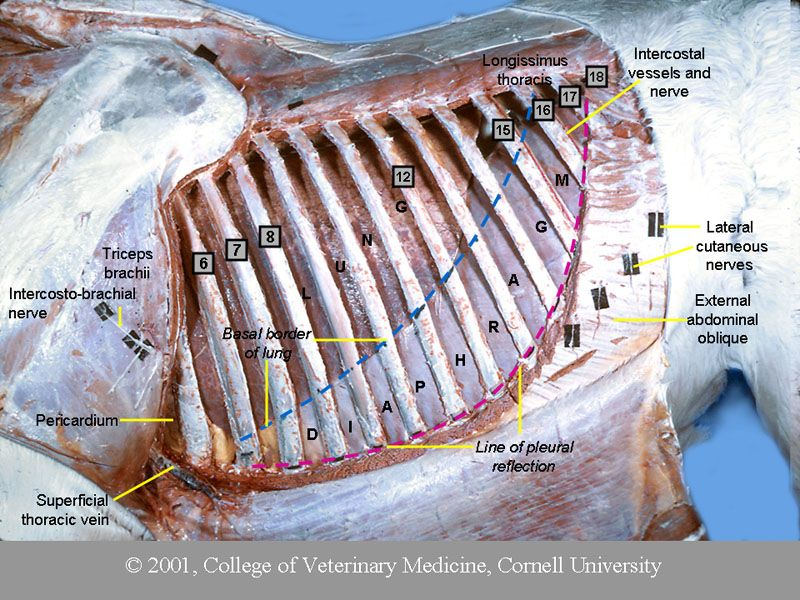 Longissimus
thoracis
Intercostal
vessels and
nerve
18
17
16
15
12
M
G
G
N
8
7
6
U
A
L
R
H
P
A
I
D
Lateral
cutaneous
nerves
Triceps
brachii
Intercosto-brachial
nerve
External
abdominal
oblique
Basal border
of lung
Pericardium
Line of pleural
reflection
Superficial
thoracic vein
© 2001, College of Veterinary Medicine, Cornell University